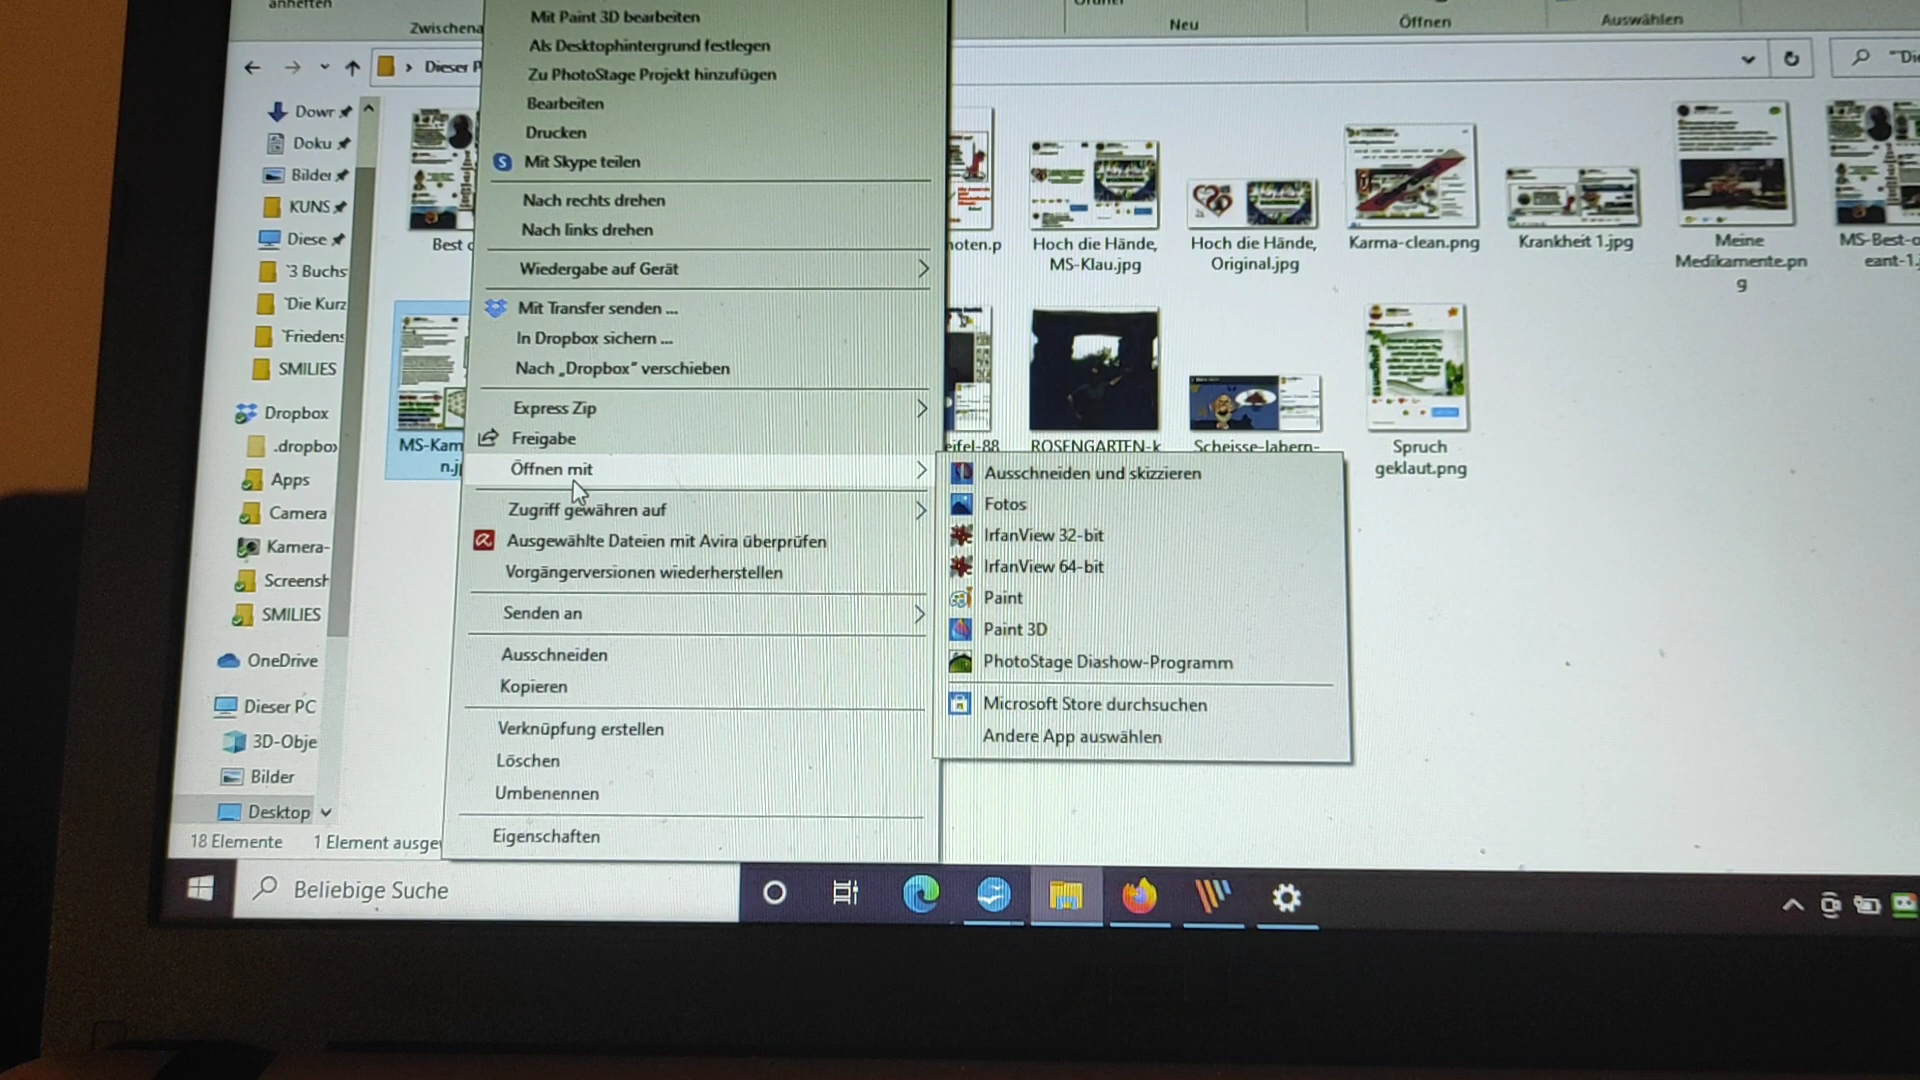 anheften
Neu
Öffnen
Auswählen
Dieser P
Dowr
Doku
Bilder
KUNS
Diese
`3 Buchs
`Die Kurz
`Friedens
SMILIES
Dropbox
.dropbox
Apps
Camera
Kamera-
Screensh
SMILIES
OneDrive
Dieser PC
3D-Obje
Bilder
Desktop
18 Elemente
1 Element ausgew
Mit Paint 3D bearbeiten
Als Desktophintergrund festlegen
Zu PhotoStage Projekt hinzufügen
Bearbeiten
Drucken
Mit Skype teilen
Nach rechts drehen
Nach links drehen
Wiedergabe auf Gerät
Mit Transfer senden ...
In Dropbox sichern ...
Nach „Dropbox“ verschieben
Express Zip
Freigabe
Öffnen mit
Zugriff gewähren auf
Ausgewählte Dateien mit Avira überprüfen
Vorgängerversionen wiederherstellen
Senden an
Ausschneiden
Kopieren
Verknüpfung erstellen
Löschen
Umbenennen
Eigenschaften
Ausschneiden und skizzieren
Fotos
IrfanView 32-bit
IrfanView 64-bit
Paint
Paint 3D
PhotoStage Diashow-Programm
Microsoft Store durchsuchen
Andere App auswählen
Best o
noten.p
Hoch die Hände,
MS-Klau.jpg
Hoch die Hände,
Original.jpg
Karma-clean.png
Krankheit 1.jpg
Meine
Medikamente.pn
g
MS-Best-o
eant-1.j
MS-Kam
n.jp
eifel-88
ROSENGARTEN-k
Scheisse-labern-
Spruch
geklaut.png
Beliebige Suche